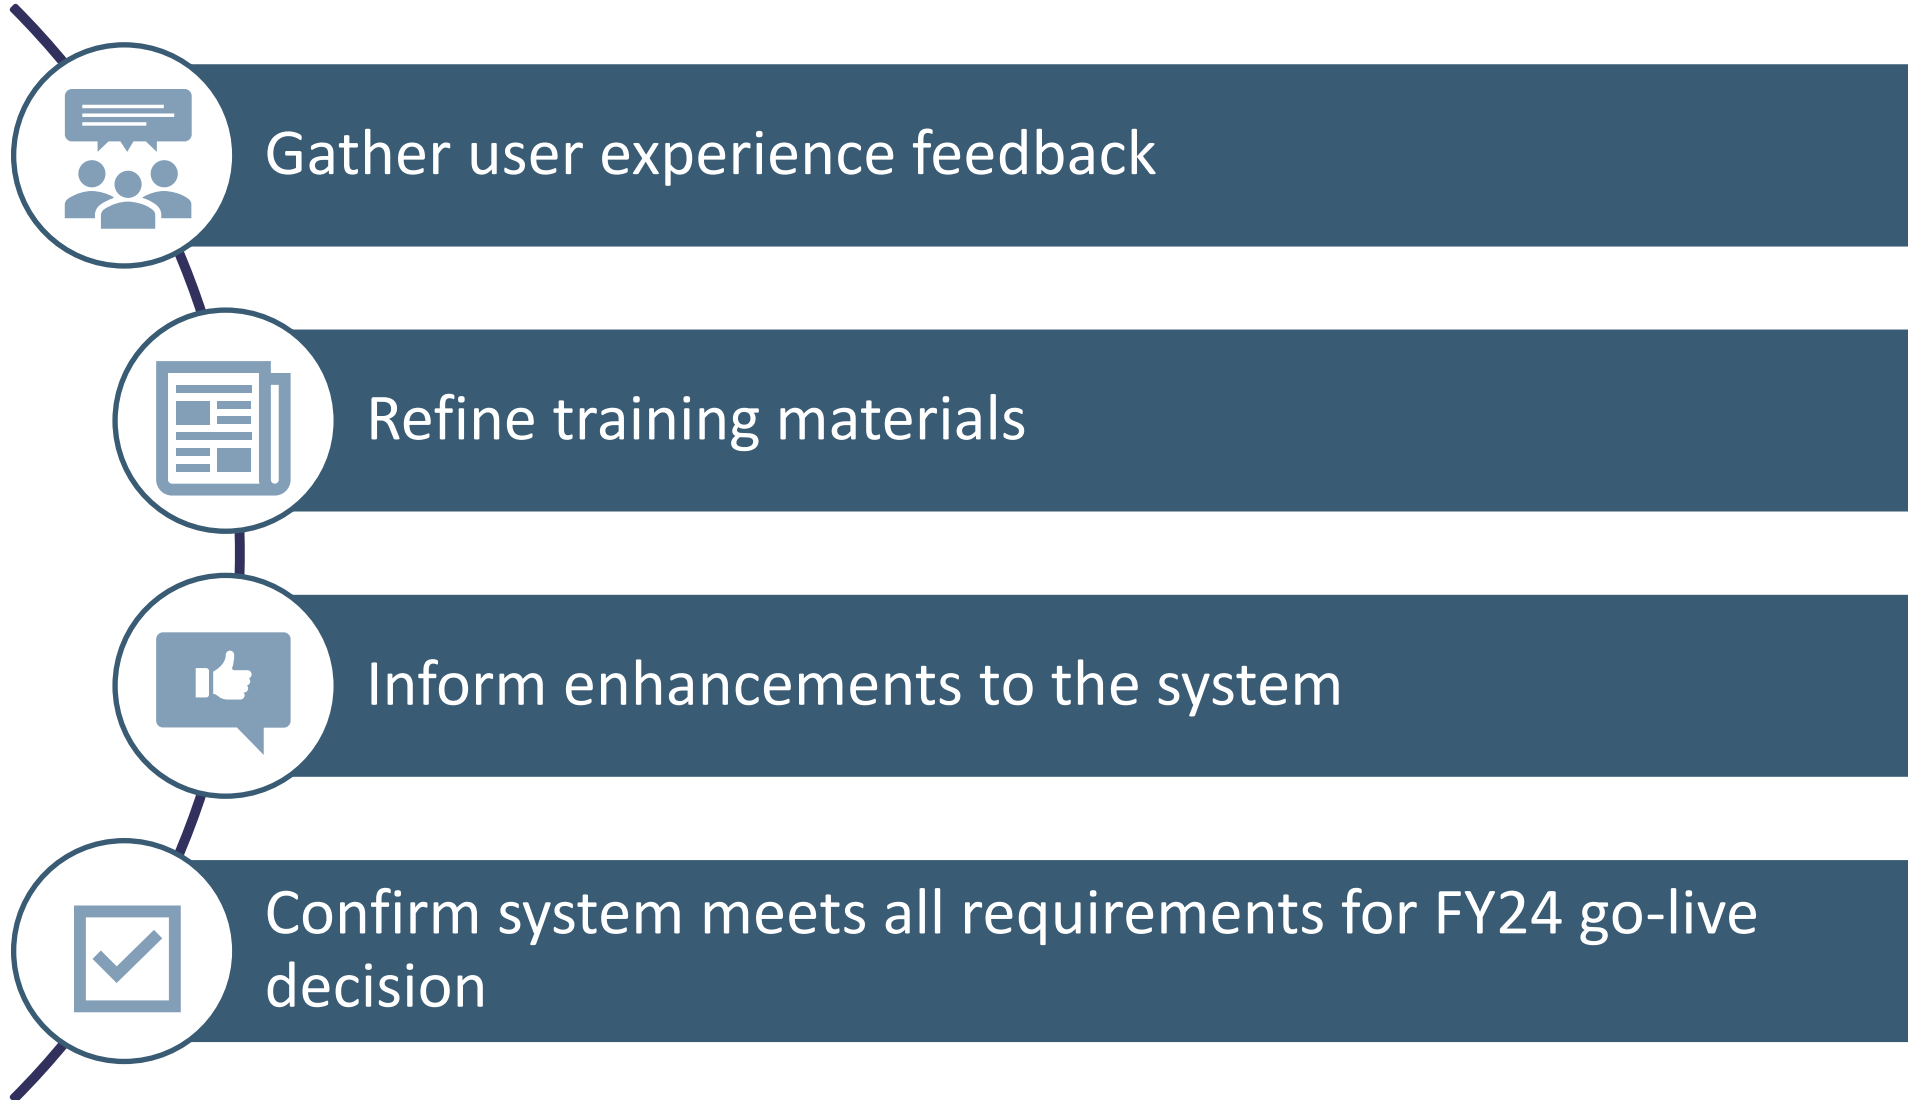 Gather user experience feedback
Refine training materials
Inform enhancements to the system
Confirm system meets all requirements for FY24 go-live
decision